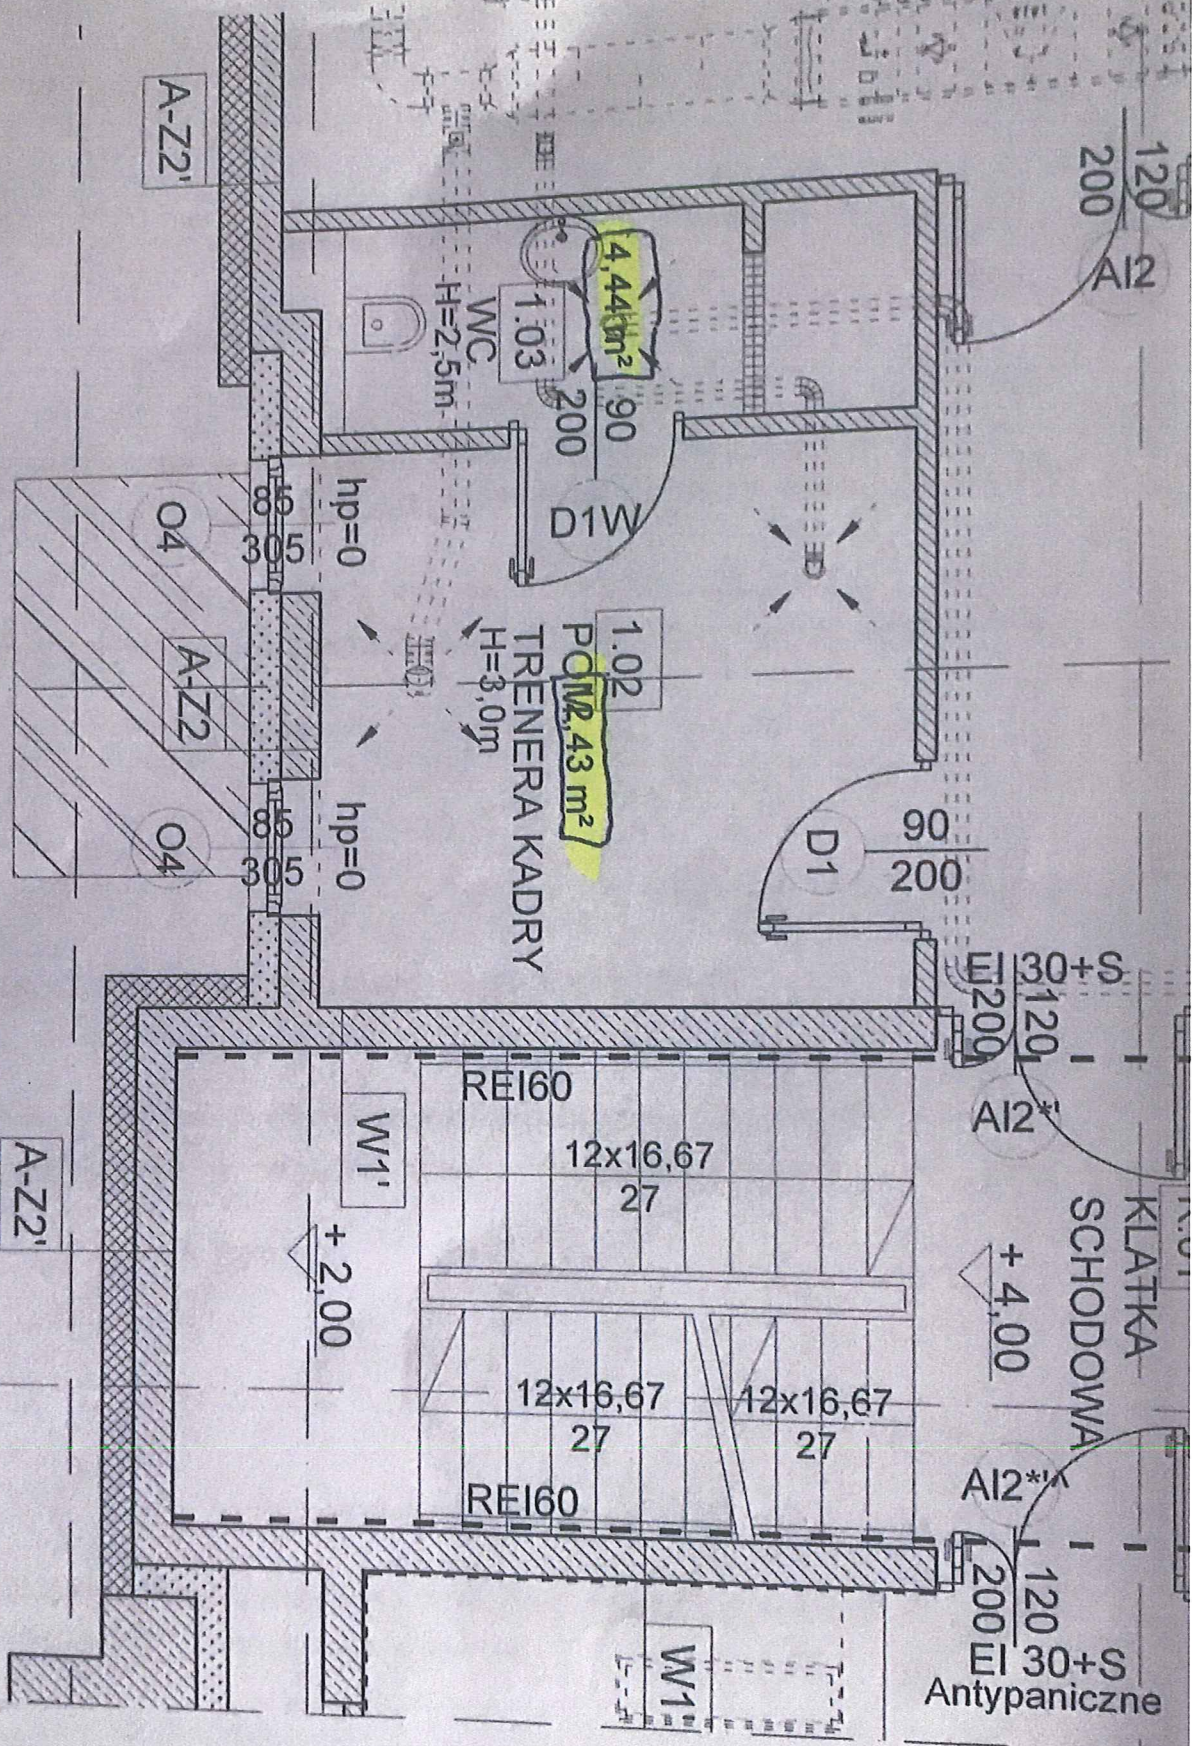 120
200
AI2
A-Z2'
4,44 m²
1.03
WC
H=2,5m
90
200
D1W
hp=0
85
305
O4
1.02
TRENERA KADRY
H=3,0m
A-Z2
hp=0
85
305
O4
90
200
D1
EI 30+S
120
200
AI2*'
REI60
12x16,67
27
W1'
A-Z2'
+ 2,00
+ 4,00
KLATKA
SCHODOWA
12x16,67
27
12x16,67
27
REI60
AI2*'^
120
200
EI 30+S
Antypaniczne
W1